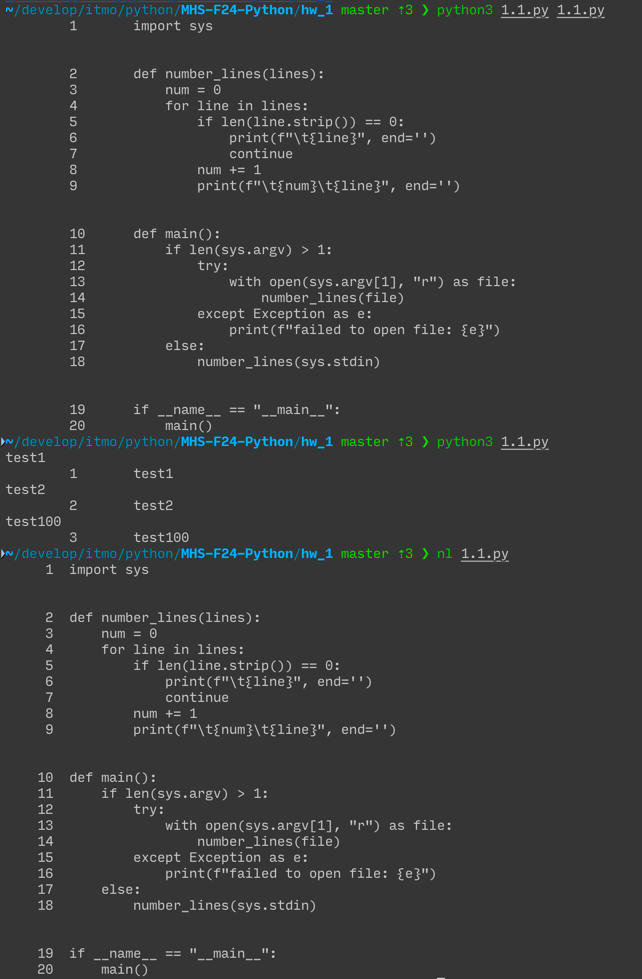 ~/develop/itmo/python/MHS-F24-Python/hw_1 master ⇡3 ❯ python3 1.1.py 1.1.py
        1       import sys


        2       def number_lines(lines):
        3           num = 0
        4           for line in lines:
        5               if len(line.strip()) == 0:
        6                   print(f"\t{line}", end='')
        7                   continue
        8               num += 1
        9               print(f"\t{num}\t{line}", end='')


        10      def main():
        11          if len(sys.argv) > 1:
        12              try:
        13                  with open(sys.argv[1], "r") as file:
        14                      number_lines(file)
        15              except Exception as e:
        16                  print(f"failed to open file: {e}")
        17          else:
        18              number_lines(sys.stdin)


        19      if __name__ == "__main__":
        20          main()
~/develop/itmo/python/MHS-F24-Python/hw_1 master ⇡3 ❯ python3 1.1.py
test1
        1       test1
test2
        2       test2
test100
        3       test100
~/develop/itmo/python/MHS-F24-Python/hw_1 master ⇡3 ❯ nl 1.1.py
     1  import sys


     2  def number_lines(lines):
     3      num = 0
     4      for line in lines:
     5          if len(line.strip()) == 0:
     6              print(f"\t{line}", end='')
     7              continue
     8          num += 1
     9          print(f"\t{num}\t{line}", end='')


    10  def main():
    11      if len(sys.argv) > 1:
    12          try:
    13              with open(sys.argv[1], "r") as file:
    14                  number_lines(file)
    15          except Exception as e:
    16              print(f"failed to open file: {e}")
    17      else:
    18          number_lines(sys.stdin)


    19  if __name__ == "__main__":
    20      main()